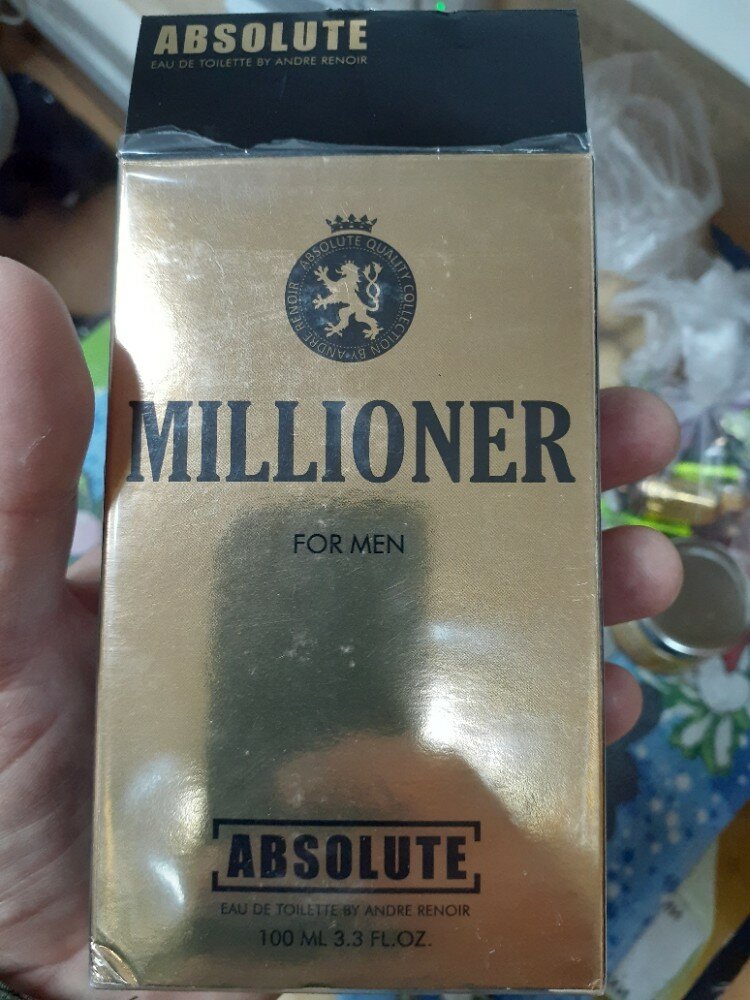 ABSOLUTE
EAU DE TOILETTE BY ANDRE RENOIR
ABSOLUTE QUALITY COLLECTION BY ANDRE RENOIR
MILLIONER
FOR MEN
ABSOLUTE
EAU DE TOILETTE BY ANDRE RENOIR
100 ML 3.3 FL.OZ.